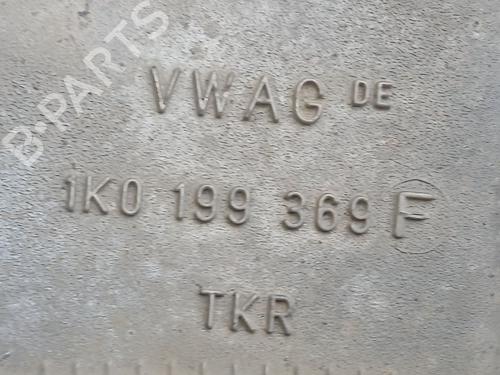 B-PARTS
VWAG DE
1K0 199 369 F
TKR